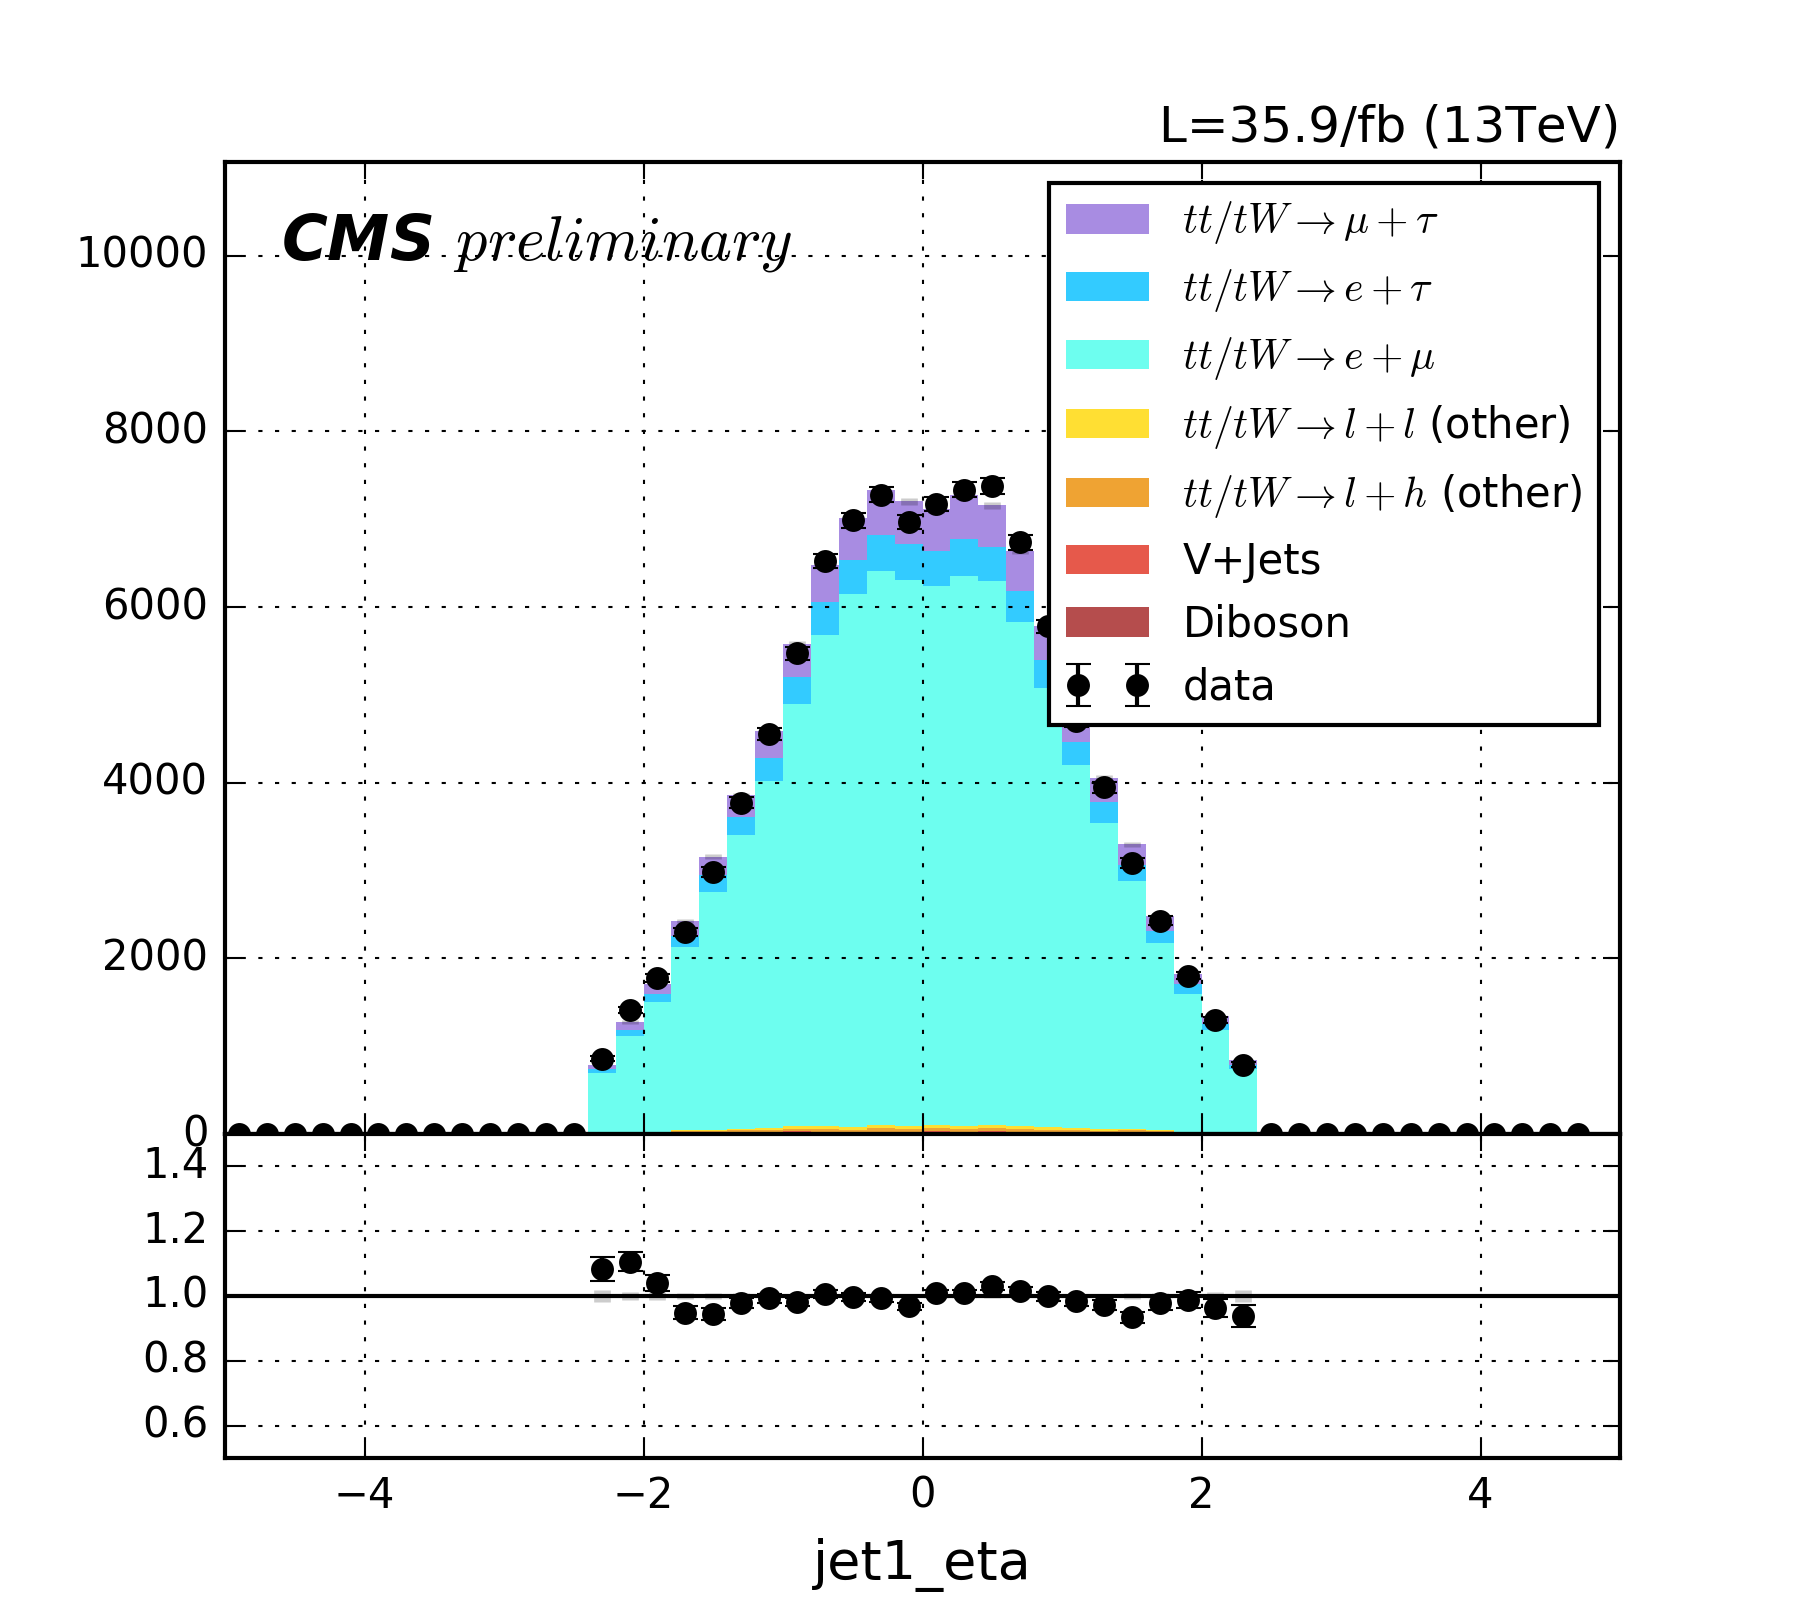 L=35.9/fb (13TeV)
CMS preliminary
tt/tW→μ+τ
tt/tW→e+τ
tt/tW→e+μ
tt/tW→l+l (other)
tt/tW→l+h (other)
V+Jets
Diboson
data
10000
8000
6000
4000
2000
0
1.4
1.2
1.0
0.8
0.6
−4 −2 0 2 4
jet1_eta